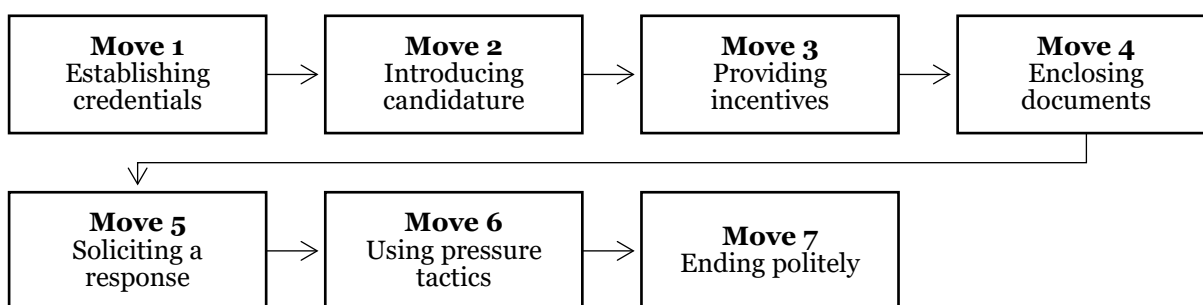 Move 1
Establishing
credentials
Move 2
Introducing
candidature
Move 3
Providing
incentives
Move 4
Enclosing
documents
Move 5
Soliciting a
response
Move 6
Using pressure
tactics
Move 7
Ending politely